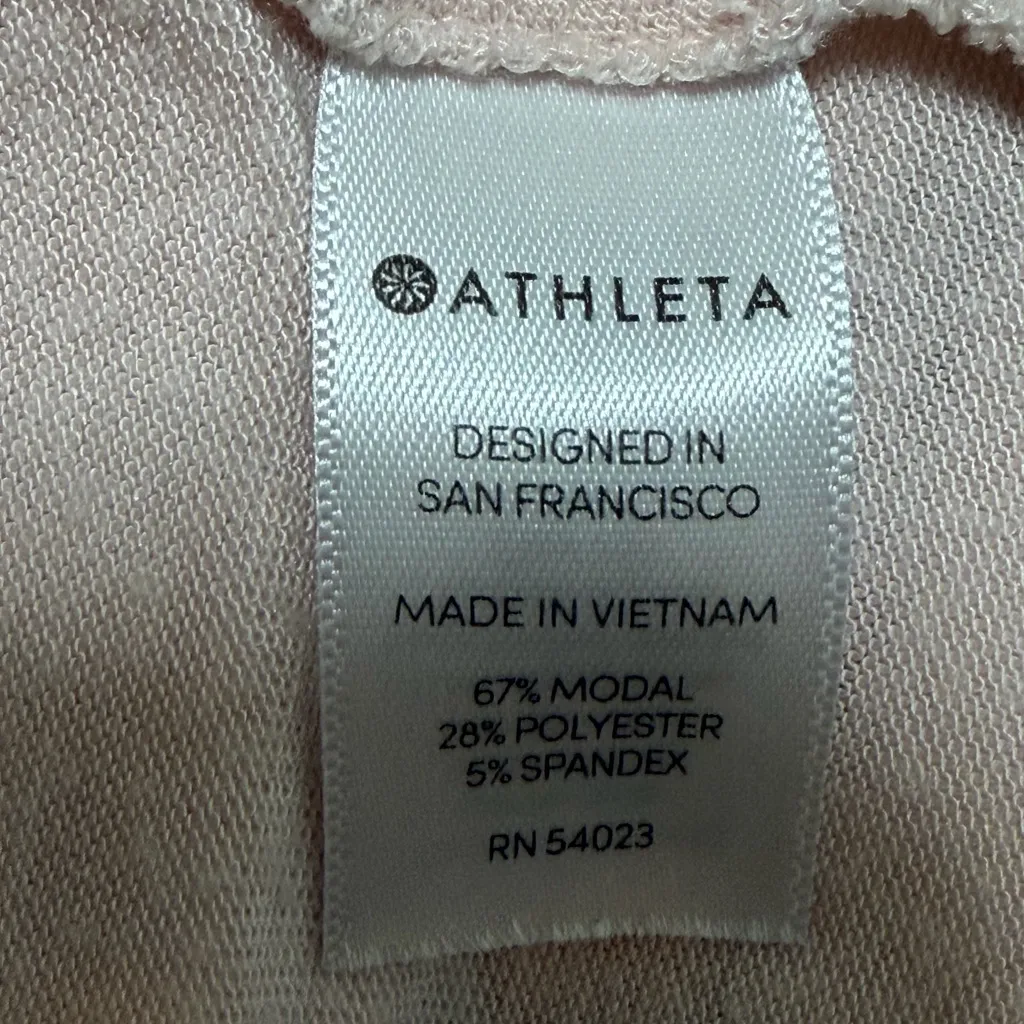 ATHLETA
DESIGNED IN
SAN FRANCISCO
MADE IN VIETNAM
67% MODAL
28% POLYESTER
5% SPANDEX
RN 54023